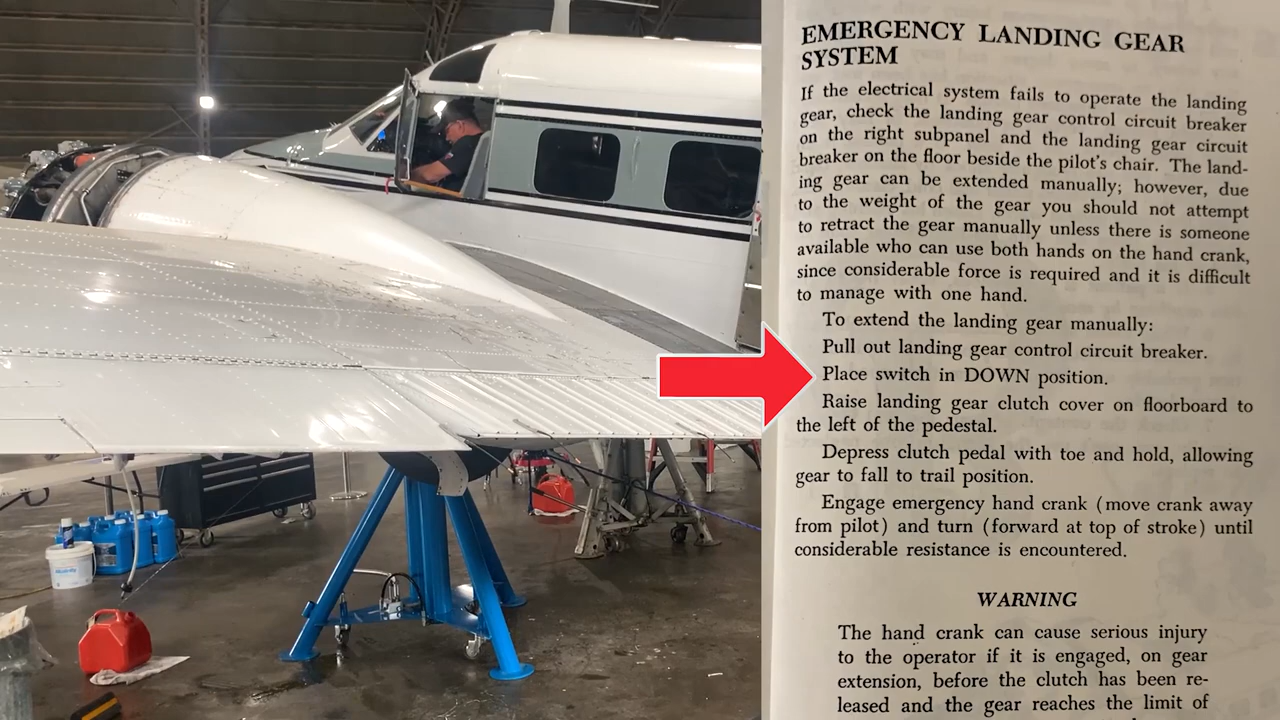 EMERGENCY LANDING GEAR
SYSTEM
If the electrical system fails to operate the landing
gear, check the landing gear control circuit breaker
on the right subpanel and the landing gear circuit
breaker on the floor beside the pilot's chair. The land-
ing gear can be extended manually; however, due
to the weight of the gear you should not attempt
to retract the gear manually unless there is someone
available who can use both hands on the hand crank,
since considerable force is required and it is difficult
to manage with one hand.
To extend the landing gear manually:
Pull out landing gear control circuit breaker.
Place switch in DOWN position.
Raise landing gear clutch cover on floorboard to
the left of the pedestal.
Depress clutch pedal with toe and hold, allowing
gear to fall to trail position.
Engage emergency hand crank (move crank away
from pilot) and turn (forward at top of stroke) until
considerable resistance is encountered.
WARNING
The hand crank can cause serious injury
to the operator if it is engaged, on gear
extension, before the clutch has been re-
leased and the gear reaches the limit of